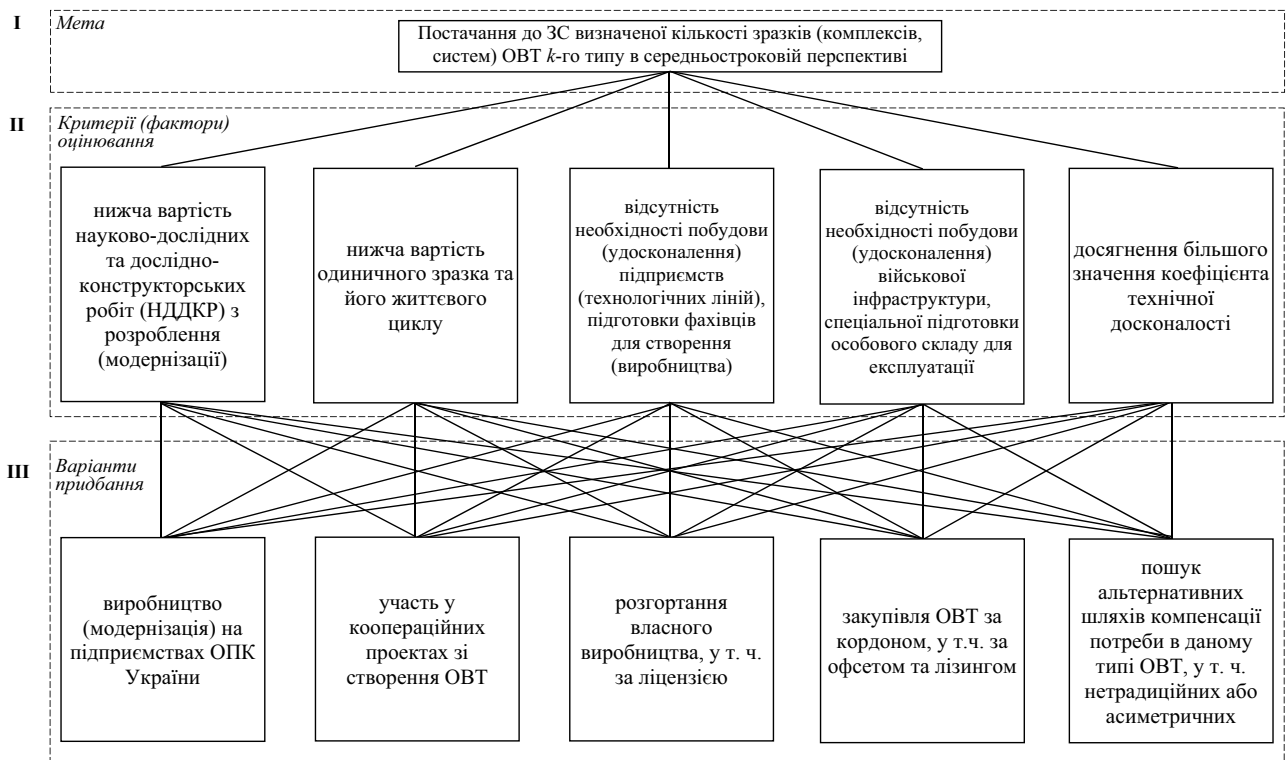 I
Мета
Постачання до ЗС визначеної кількості зразків (комплексів,
систем) ОВТ k-го типу в середньостроковій перспективі
II
Критерії (фактори)
оцінювання
нижча вартість
науково-дослідних
та дослідно-
конструкторських
робіт (НДДКР) з
розроблення
(модернізації)
нижча вартість
одиничного зразка та
його життєвого
циклу
відсутність
необхідності побудови
(удосконалення)
підприємств
(технологічних ліній),
підготовки фахівців
для створення
(виробництва)
відсутність
необхідності побудови
(удосконалення)
військової
інфраструктури,
спеціальної підготовки
особового складу для
експлуатації
досягнення більшого
значення коефіцієнта
технічної
досконалості
III
Варіанти
придбання
виробництво
(модернізація) на
підприємствах ОПК
України
участь у
коопераційних
проектах зі
створення ОВТ
розгортання
власного
виробництва, у т. ч.
за ліцензією
закупівля ОВТ за
кордоном, у т.ч. за
офсетом та лізингом
пошук
альтернативних
шляхів компенсації
потреби в даному
типі ОВТ, у т. ч.
нетрадиційних або
асиметричних